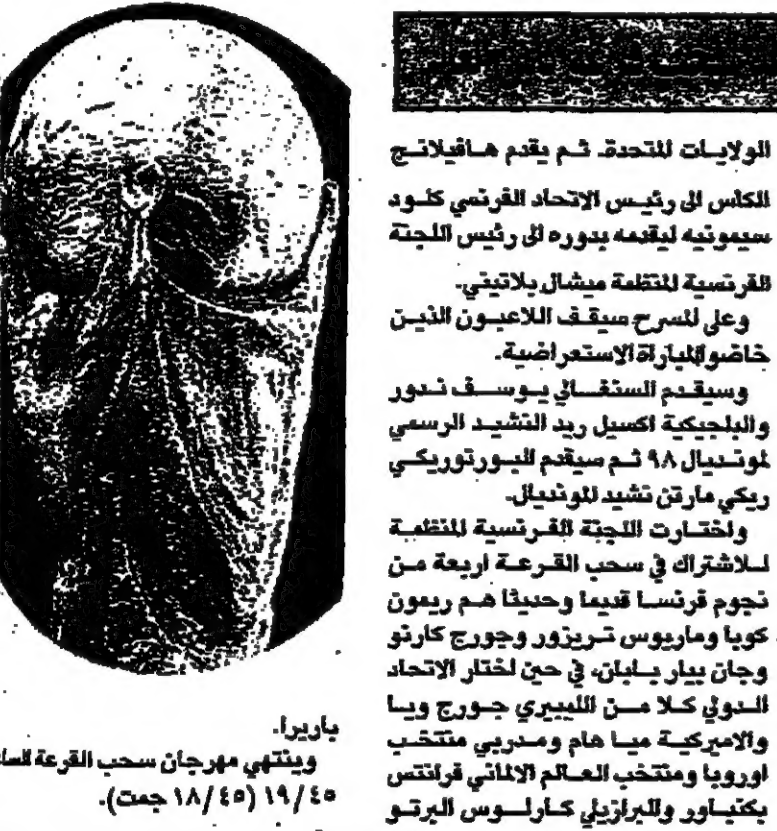 الولايات المتحدة. ثم يقدم هافيلانج
الكاس الى رئيس الاتحاد الفرنسي كلود
سيمونيه ليقدمه بدوره الى رئيس اللجنة
الفرنسية المنظمة ميشال بلاتيني.
وعلى المسرح سيقف اللاعبون الذين
خاضوا المباراة الاستعراضية.
وسيقدم السنغالي يوسف ندور
والبلجيكية اكسيل ريد النشيد الرسمي
لمونديال ٩٨ ثم سيقدم البورتوريكي
ريكي مارتن نشيد المونديال.
واختارت اللجنة الفرنسية المنظمة
للاشتراك في سحب القرعة اربعة من
نجوم فرنسا قديما وحديثا هم ريمون
كوبا وماريوس تريزور وجورج كارنو
وجان بيار بابان، في حين اختار الاتحاد
الدولي كلا من الليبيري جورج ويا
والاميركية ميا هام ومدربي منتخب
اوروبا ومنتخب العالم الالماني فرانتس
بكنباور والبرازيلي كارلوس البرتو
باريرا.
وينتهي مهرجان سحب القرعة
١٩/٤٥ (١٨/٤٥ جمت).